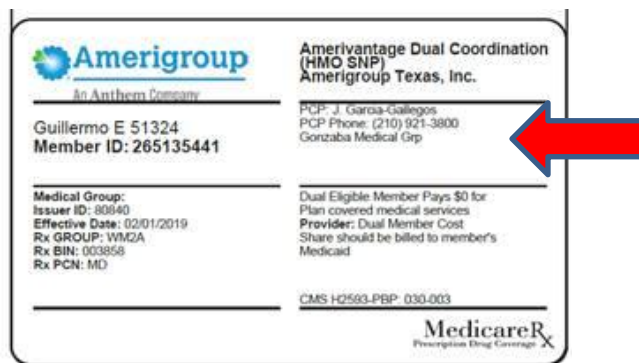 Amerigroup
An Anthem Company
Amerivantage Dual Coordination
(HMO SNP)
Amerigroup Texas, Inc.
Guillermo E 51324
Member ID: 265135441
PCP: J. Garcia-Gallegos
PCP Phone: (210) 921-3800
Gonzaba Medical Grp
Medical Group:
Issuer ID: 80840
Effective Date: 02/01/2019
Rx GROUP: WM2A
Rx BIN: 003858
Rx PCN: MD
Dual Eligible Member Pays $0 for
Plan covered medical services
Provider: Dual Member Cost
Share should be billed to member's
Medicaid
CMS H2593-PBP: 030-003
MedicareRx
Prescription Drug Coverage